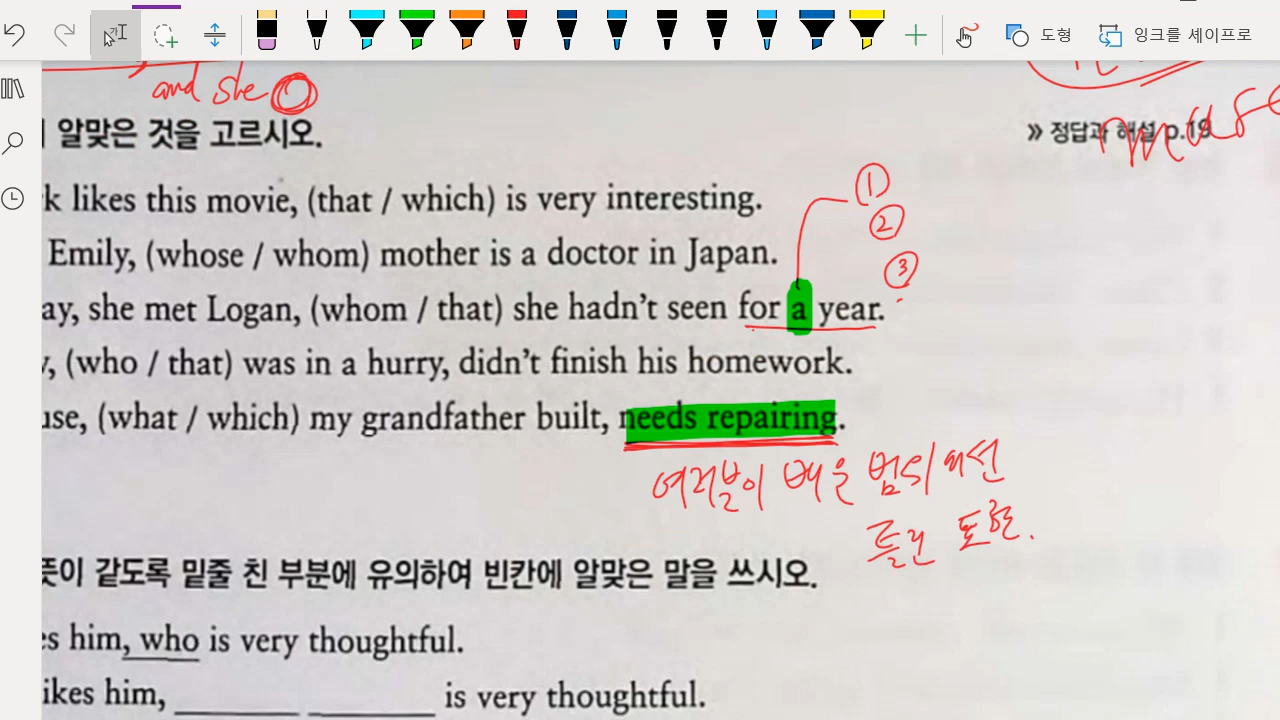 도형
잉크를 셰이프로
and she
알맞은 것을 고르시오.
» 정답과 해설 p.19
k likes this movie, (that / which) is very interesting.
①
②
Emily, (whose / whom) mother is a doctor in Japan.
③
ay, she met Logan, (whom / that) she hadn't seen for a year.
y, (who / that) was in a hurry, didn't finish his homework.
use, (what / which) my grandfather built, needs repairing.
여러분이 배운 범위에선
틀린 표현.
뜻이 같도록 밑줄 친 부분에 유의하여 빈칸에 알맞은 말을 쓰시오.
es him, who is very thoughtful.
ikes him, ________ ________ is very thoughtful.